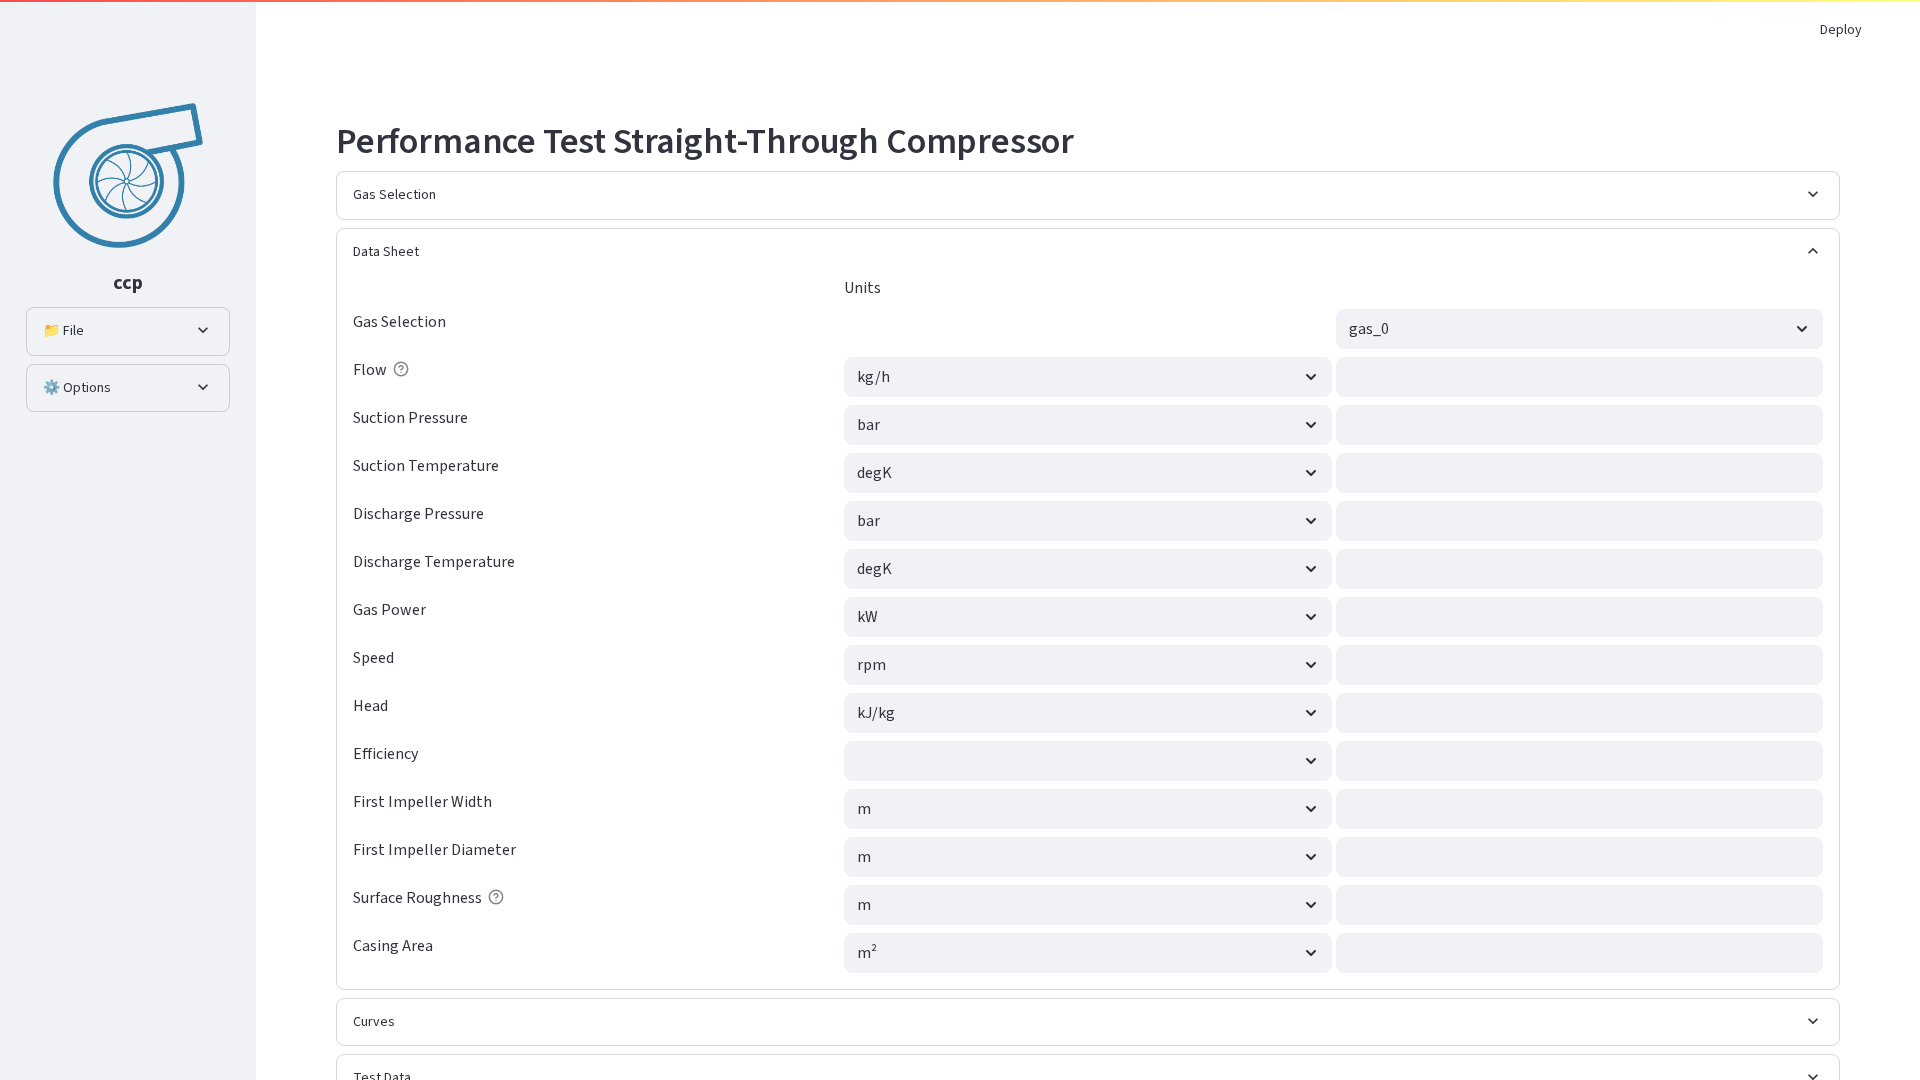 Deploy
ccp
📁 File
⚙️ Options
Performance Test Straight-Through Compressor
Gas Selection
Data Sheet
Units
Gas Selection gas_0
Flow kg/h
Suction Pressure bar
Suction Temperature degK
Discharge Pressure bar
Discharge Temperature degK
Gas Power kW
Speed rpm
Head kJ/kg
Efficiency
First Impeller Width m
First Impeller Diameter m
Surface Roughness m
Casing Area m²
Curves
Test Data